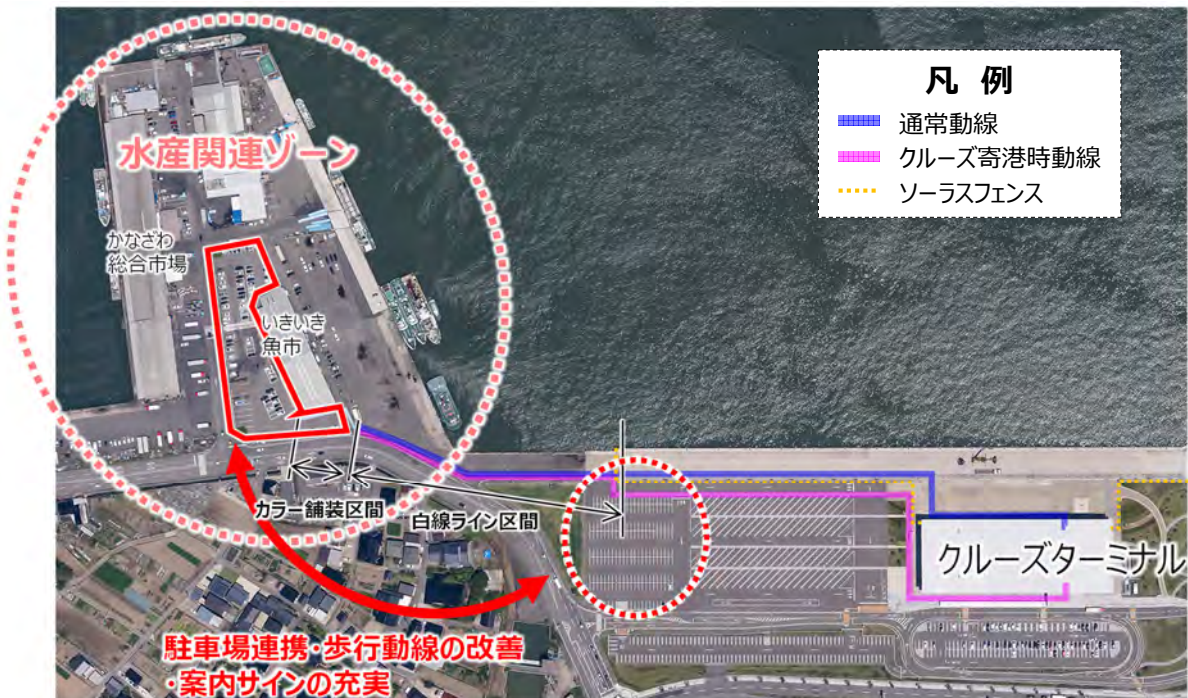 凡 例
通常動線
クルーズ寄港時動線
ソーラスフェンス
水産関連ゾーン
かなざわ
総合市場
いきいき
魚市
カラー舗装区間
白線ライン区間
クルーズターミナル
駐車場連携・歩行動線の改善
・案内サインの充実